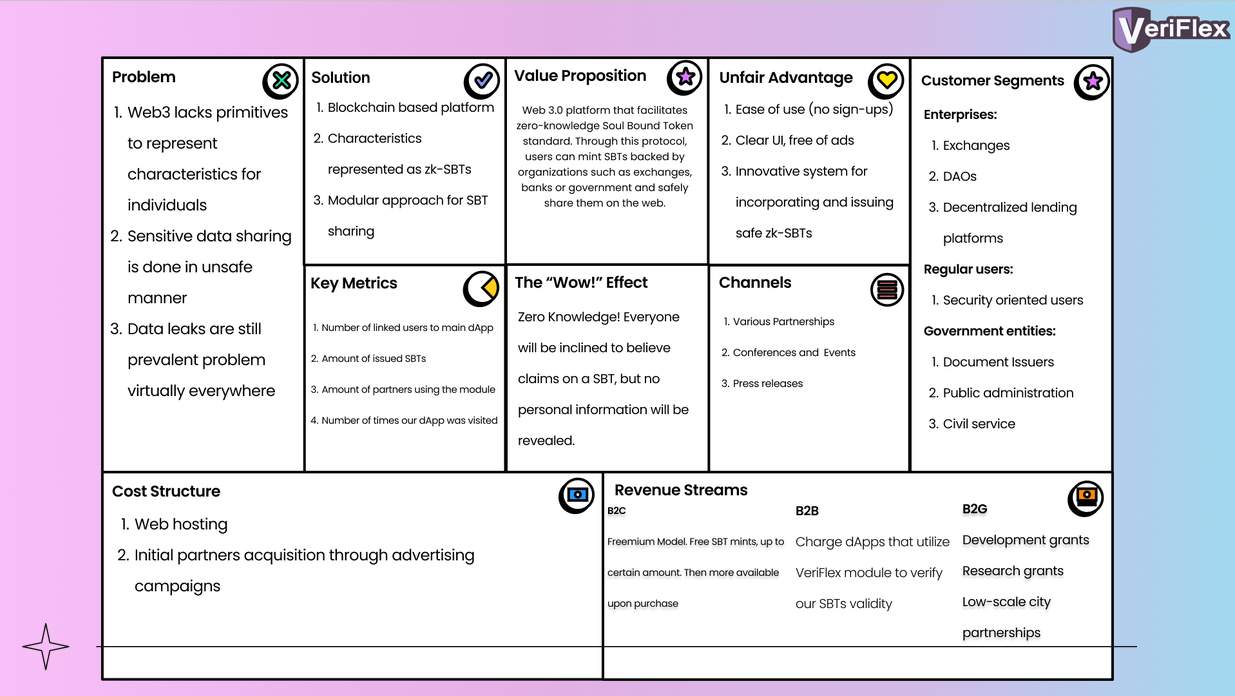 VeriFlex
Problem
1. Web3 lacks primitives
to represent
characteristics for
individuals
2. Sensitive data sharing
is done in unsafe
manner
3. Data leaks are still
prevalent problem
virtually everywhere
Solution
1. Blockchain based platform
2. Characteristics
represented as zk-SBTs
3. Modular approach for SBT
sharing
Key Metrics
1. Number of linked users to main dApp
2. Amount of issued SBTs
3. Amount of partners using the module
4. Number of times our dApp was visited
Value Proposition
Web 3.0 platform that facilitates
zero-knowledge Soul Bound Token
standard. Through this protocol,
users can mint SBTs backed by
organizations such as exchanges,
banks or government and safely
share them on the web.
The “Wow!” Effect
Zero Knowledge! Everyone
will be inclined to believe
claims on a SBT, but no
personal information will be
revealed.
Unfair Advantage
1. Ease of use (no sign-ups)
2. Clear UI, free of ads
3. Innovative system for
incorporating and issuing
safe zk-SBTs
Channels
1. Various Partnerships
2. Conferences and Events
3. Press releases
Customer Segments
Enterprises:
1. Exchanges
2. DAOs
3. Decentralized lending
platforms
Regular users:
1. Security oriented users
Government entities:
1. Document Issuers
2. Public administration
3. Civil service
Cost Structure
1. Web hosting
2. Initial partners acquisition through advertising
campaigns
Revenue Streams
B2C
Freemium Model. Free SBT mints, up to
certain amount. Then more available
upon purchase
B2B
Charge dApps that utilize
VeriFlex module to verify
our SBTs validity
B2G
Development grants
Research grants
Low-scale city
partnerships